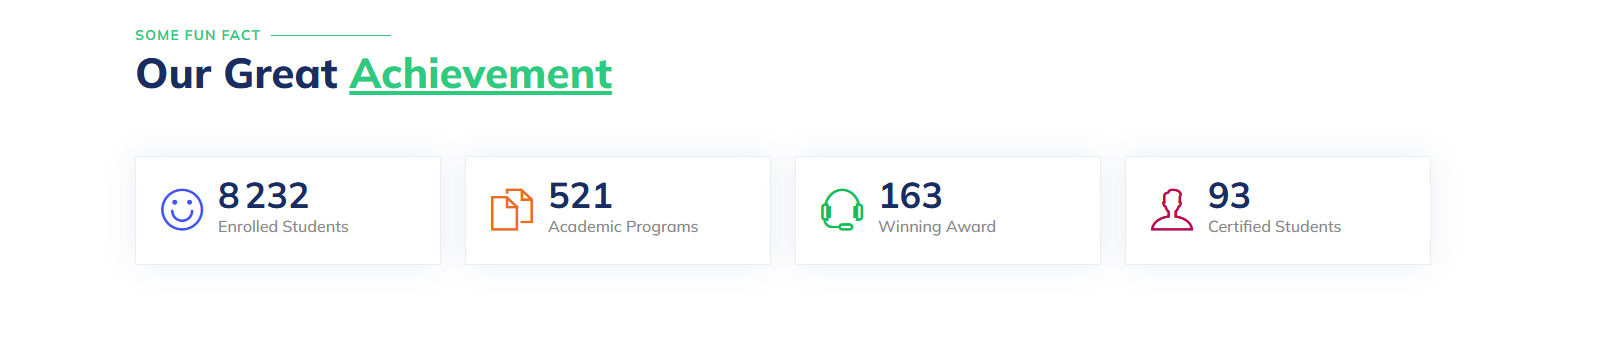 SOME FUN FACT
Our Great Achievement
8 232
Enrolled Students
521
Academic Programs
163
Winning Award
93
Certified Students